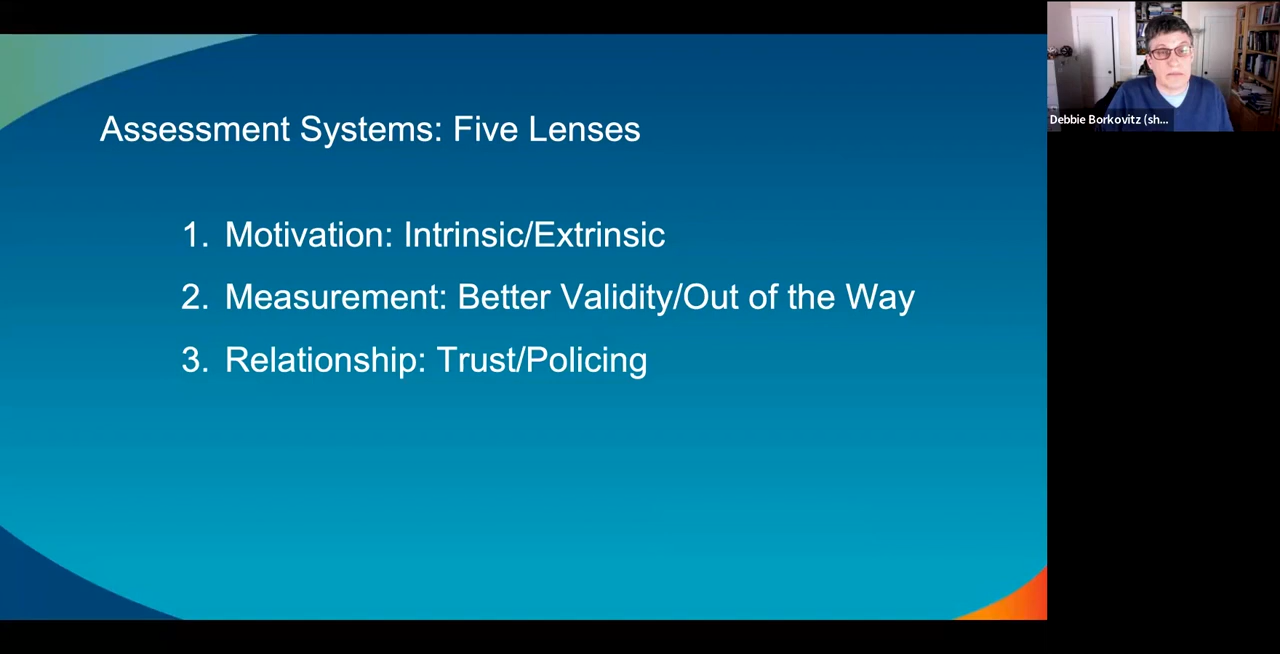 Assessment Systems: Five Lenses
1. Motivation: Intrinsic/Extrinsic
2. Measurement: Better Validity/Out of the Way
3. Relationship: Trust/Policing
Debbie Borkovitz (sh...